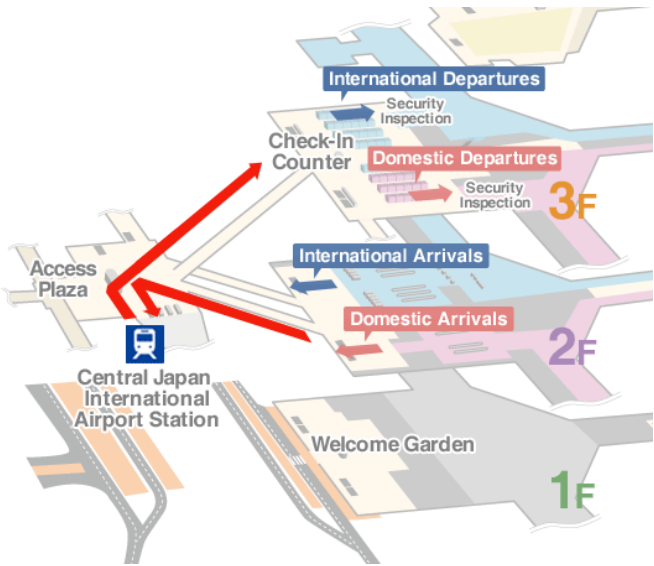 International Departures
Security
Inspection
Check-In
Counter
Domestic Departures
Security
Inspection
3F
International Arrivals
Access
Plaza
Domestic Arrivals
2F
Central Japan
International
Airport Station
Welcome Garden
1F